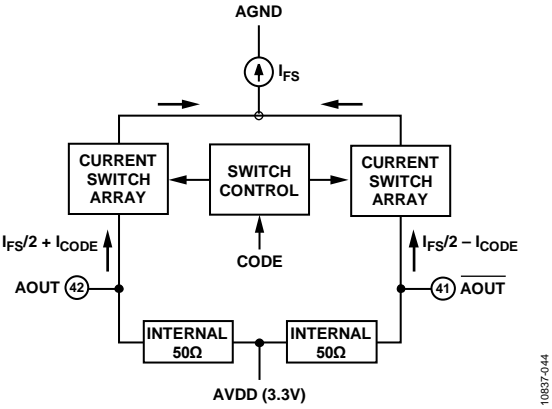 AGND
IFS
CURRENT
SWITCH
ARRAY
SWITCH
CONTROL
CURRENT
SWITCH
ARRAY
IFS/2 + ICODE
IFS/2 – ICODE
CODE
AOUT 42
41 AOUT
INTERNAL
50Ω
INTERNAL
50Ω
AVDD (3.3V)
10837-044